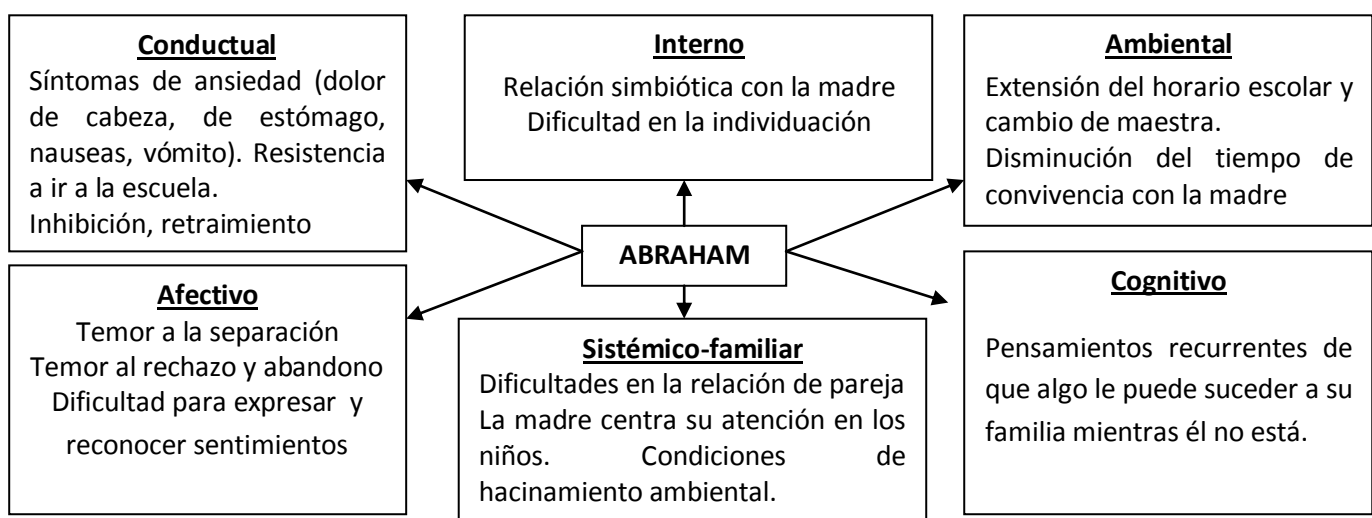 Conductual
Síntomas de ansiedad (dolor
de cabeza, de estómago,
nauseas, vómito). Resistencia
a ir a la escuela.
Inhibición, retraimiento
Interno
Relación simbiótica con la madre
Dificultad en la individuación
Ambiental
Extensión del horario escolar y
cambio de maestra.
Disminución del tiempo de
convivencia con la madre
ABRAHAM
Afectivo
Temor a la separación
Temor al rechazo y abandono
Dificultad para expresar y
reconocer sentimientos
Sistémico-familiar
Dificultades en la relación de pareja
La madre centra su atención en los
niños. Condiciones de
hacinamiento ambiental.
Cognitivo
Pensamientos recurrentes de
que algo le puede suceder a su
familia mientras él no está.